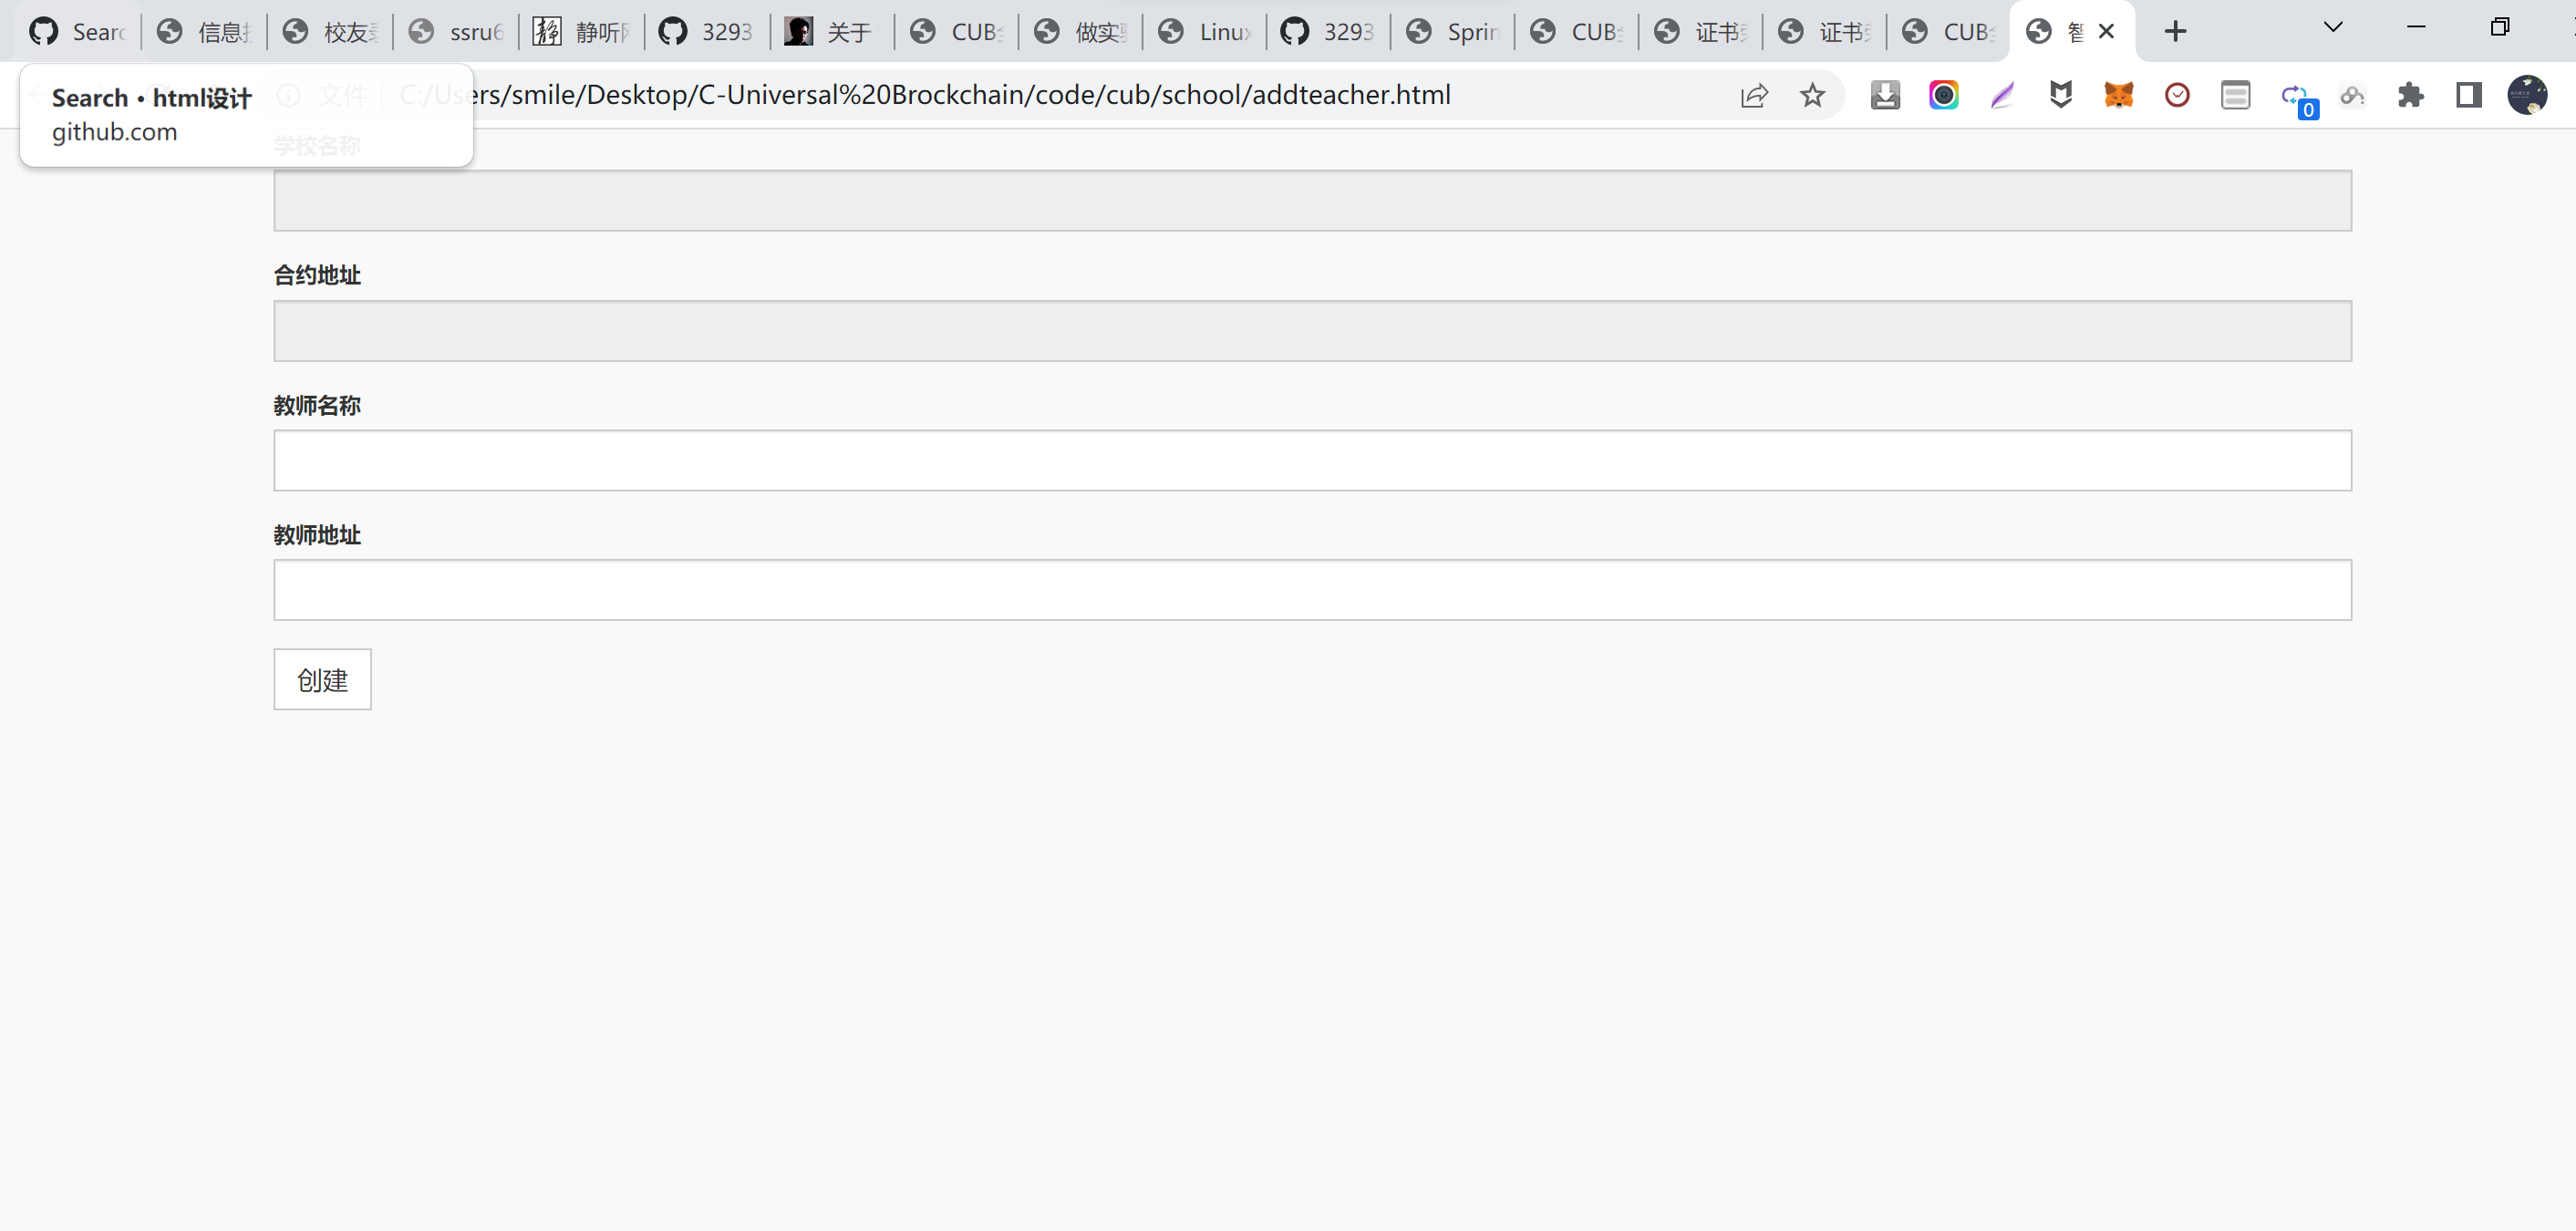 Searc
信息
校友
ssru6
静听
3293
关于
CUB
做实
Linux
3293
Sprin
CUB
证书
证书
CUB
智
Search • html设计
github.com
文件
C:/Users/smile/Desktop/C-Universal%20Brockchain/code/cub/school/addteacher.html
0
学校名称
合约地址
教师名称
教师地址
创建